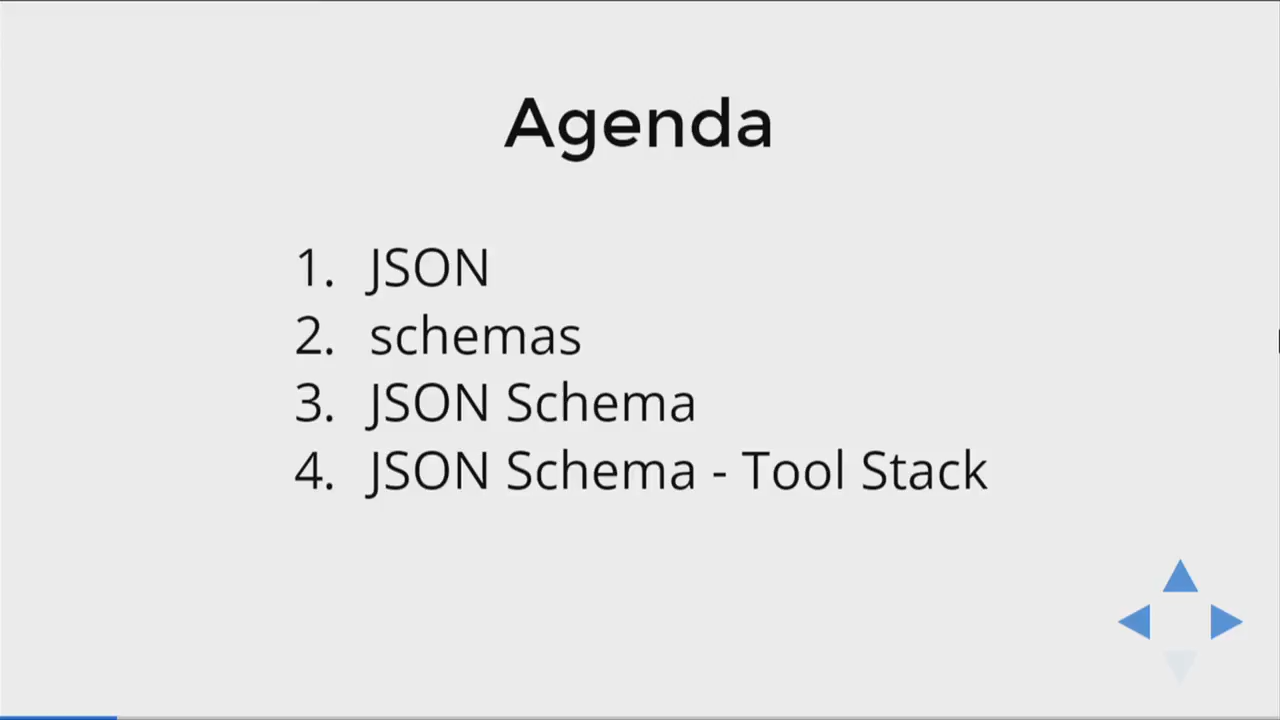 Agenda
1. JSON
2. schemas
3. JSON Schema
4. JSON Schema - Tool Stack